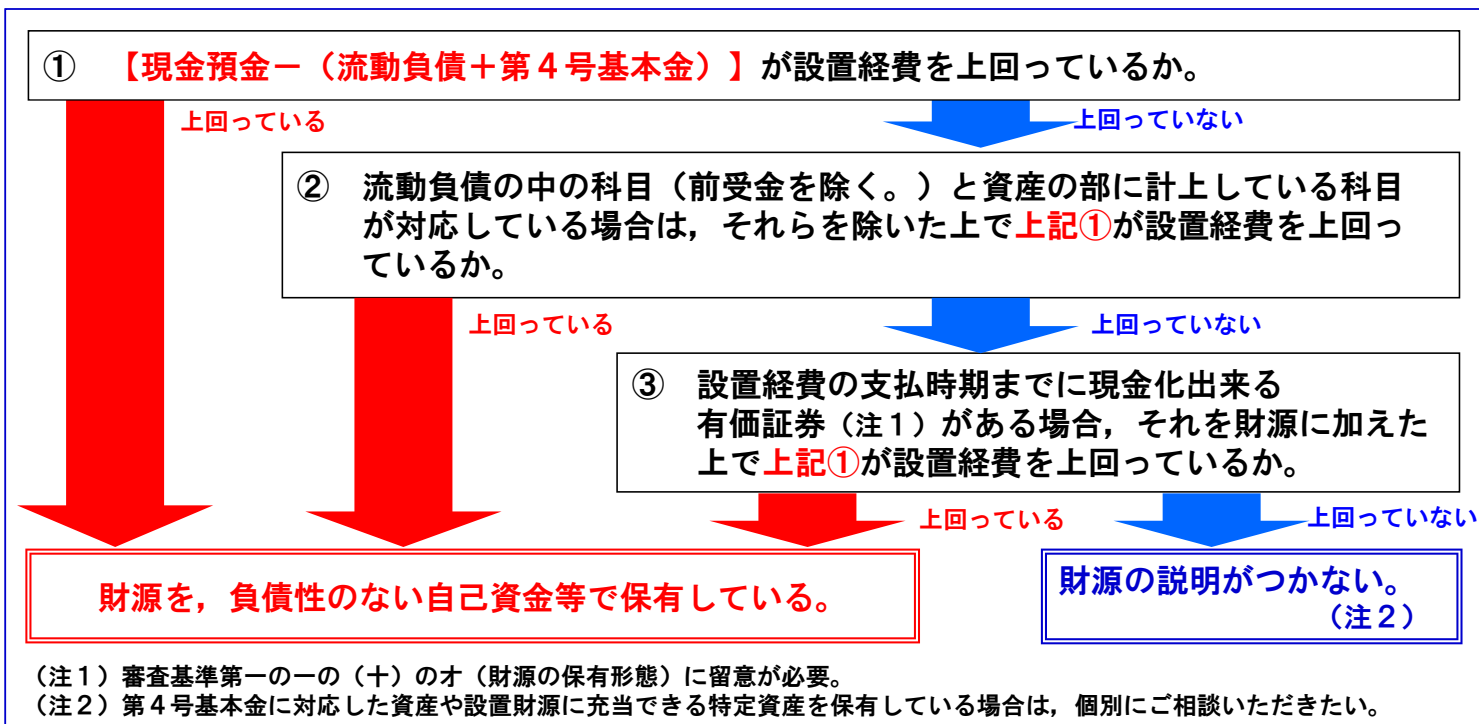 ① 【現金預金－（流動負債＋第４号基本金）】が設置経費を上回っているか。
上回っている
上回っていない
② 流動負債の中の科目（前受金を除く。）と資産の部に計上している科目
が対応している場合は，それらを除いた上で上記①が設置経費を上回っ
ているか。
上回っている
上回っていない
③ 設置経費の支払時期までに現金化出来る
有価証券（注１）がある場合，それを財源に加えた
上で上記①が設置経費を上回っているか。
上回っている
上回っていない
財源を，負債性のない自己資金等で保有している。
財源の説明がつかない。
（注２）
（注１）審査基準第一の一の（十）のオ（財源の保有形態）に留意が必要。
（注２）第４号基本金に対応した資産や設置財源に充当できる特定資産を保有している場合は，個別にご相談いただきたい。